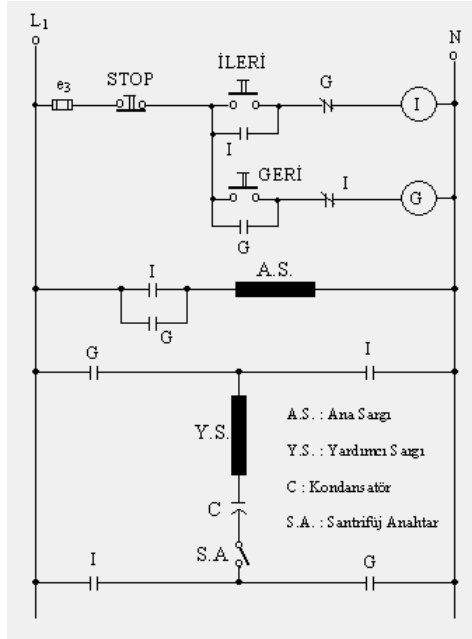 L1
N
e3
STOP
İLERİ
G
I
I
GERİ
I
G
G
I
A.S.
G
G
I
A.S. : Ana Sargı
Y.S.
Y.S. : Yardımcı Sargı
C
C : Kondansatör
S.A
S.A. : Santrifüj Anahtar
I
G